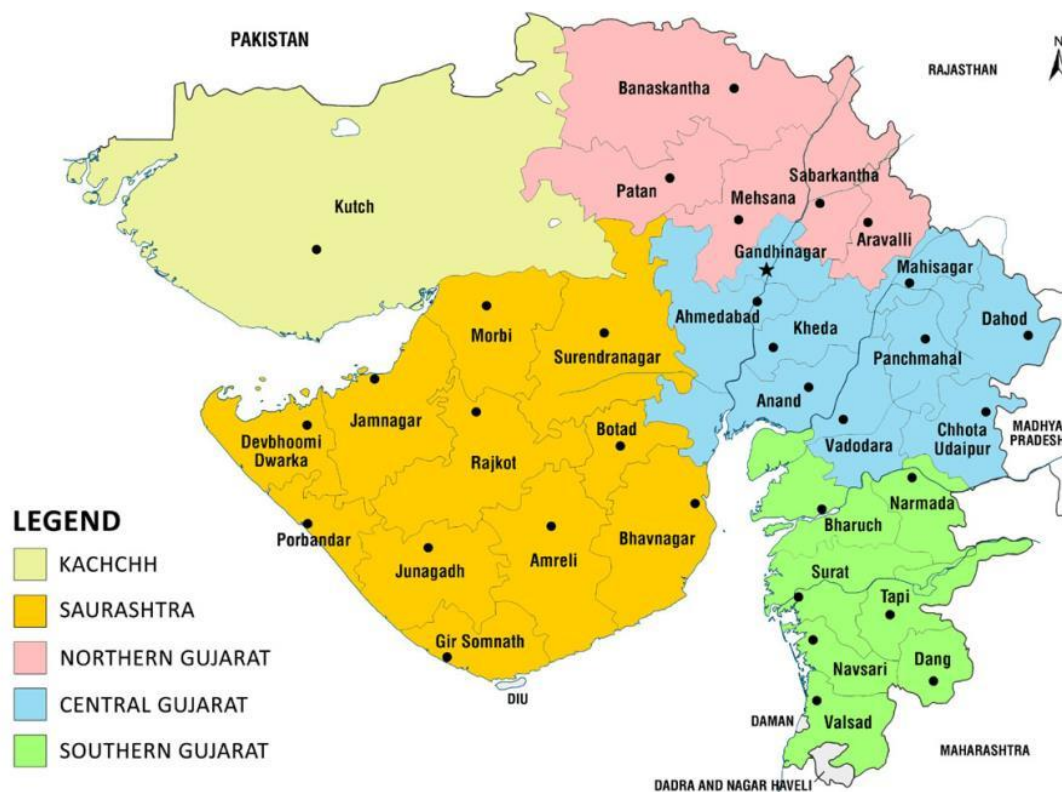 PAKISTAN
N
RAJASTHAN
Banaskantha
Sabarkantha
Patan
Mehsana
Kutch
Aravalli
Gandhinagar
Mahisagar
Ahmedabad
Dahod
Morbi
Kheda
Surendranagar
Panchmahal
Anand
Jamnagar
Chhota
Udaipur
MADHYA
PRADESH
Botad
Devbhoomi
Dwarka
Vadodara
Rajkot
Narmada
LEGEND
Bharuch
Porbandar
Bhavnagar
Amreli
KACHCHH
Junagadh
Surat
Tapi
SAURASHTRA
Gir Somnath
NORTHERN GUJARAT
Navsari
Dang
DIU
CENTRAL GUJARAT
DAMAN
Valsad
SOUTHERN GUJARAT
MAHARASHTRA
DADRA AND NAGAR HAVELI